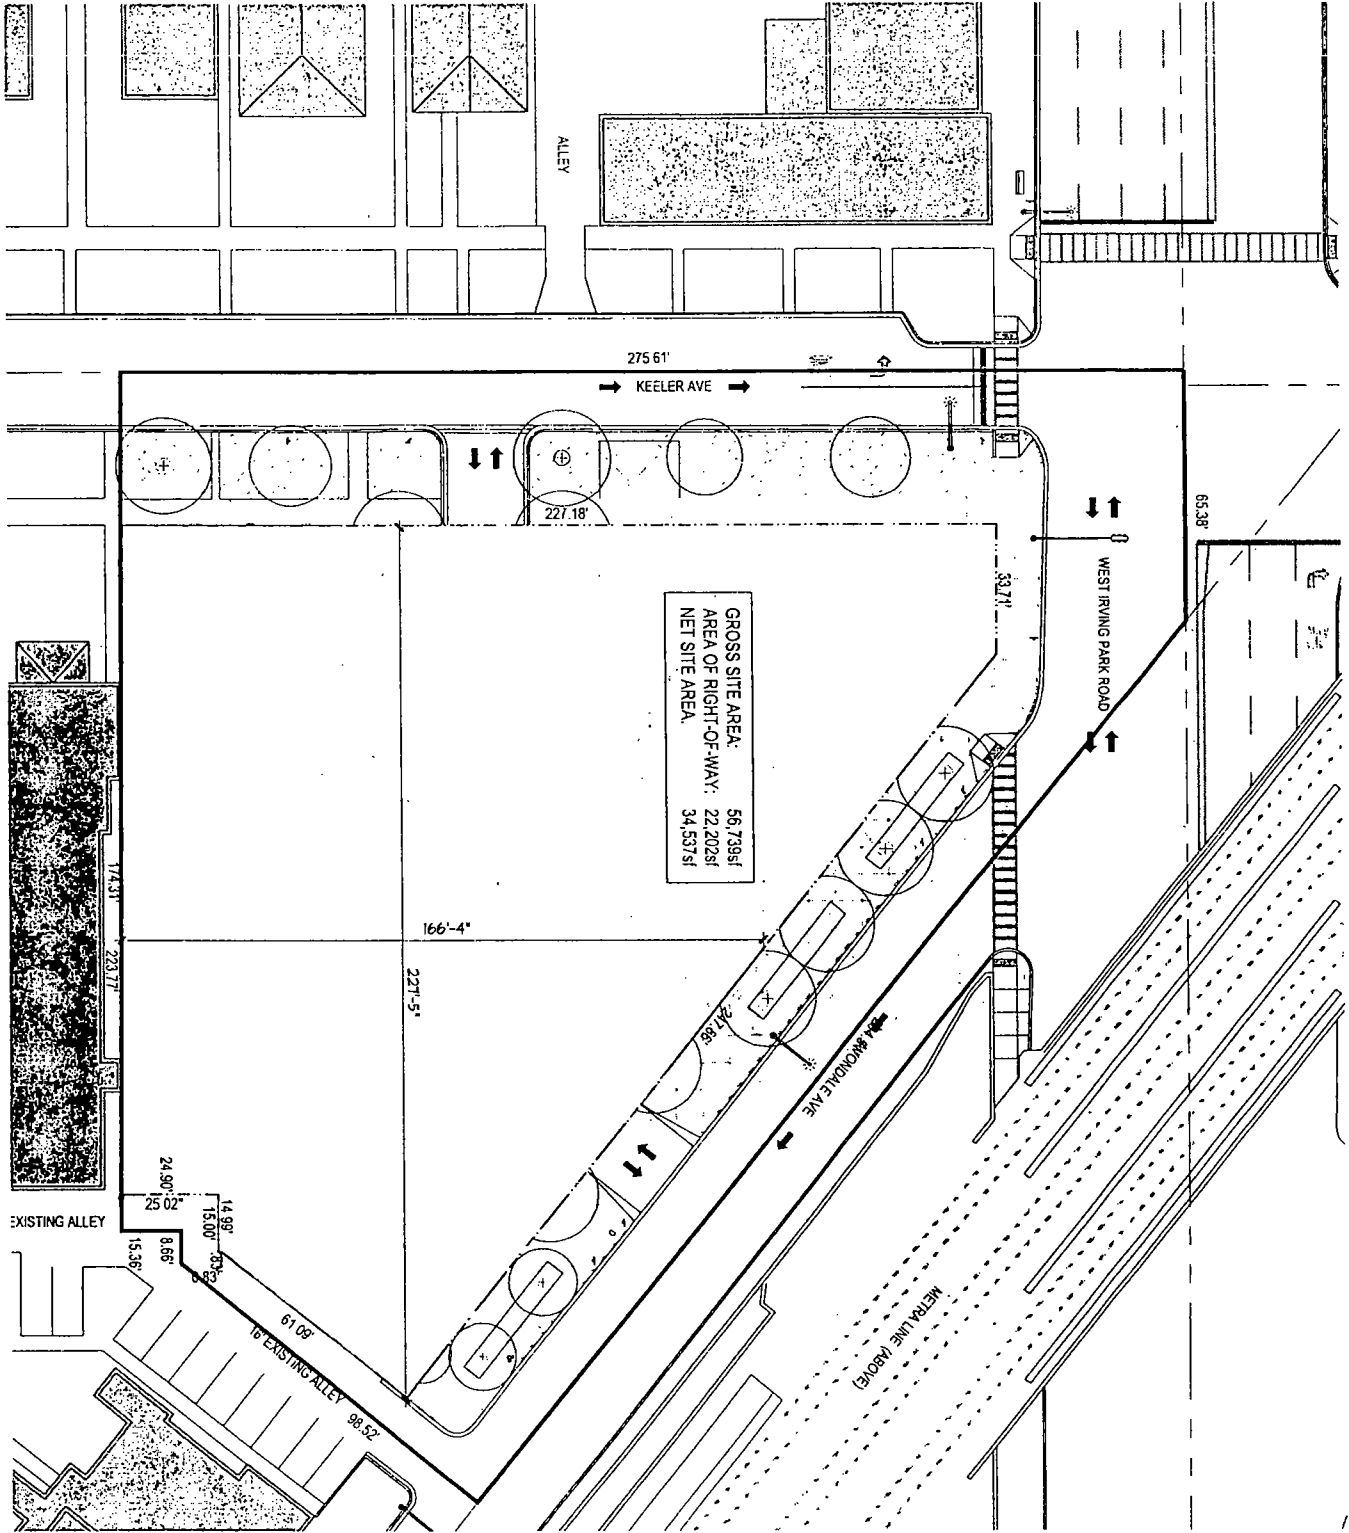 ALLEY
275 61'
KEELER AVE
65.38'
227.18'
33.71'
WEST IRVING PARK ROAD
GROSS SITE AREA: 56,739sf
AREA OF RIGHT-OF-WAY: 22,202sf
NET SITE AREA. 34,537sf
174.31'
223.77'
166'-4"
227'-5"
247.86'
AVONDALE AVE
METRA LINE (ABOVE)
24.90'
25 02"
14.99'
15.00'
.83'
0.83'
8.66'
15.36'
EXISTING ALLEY
61 09'
16' EXISTING ALLEY
98.52'